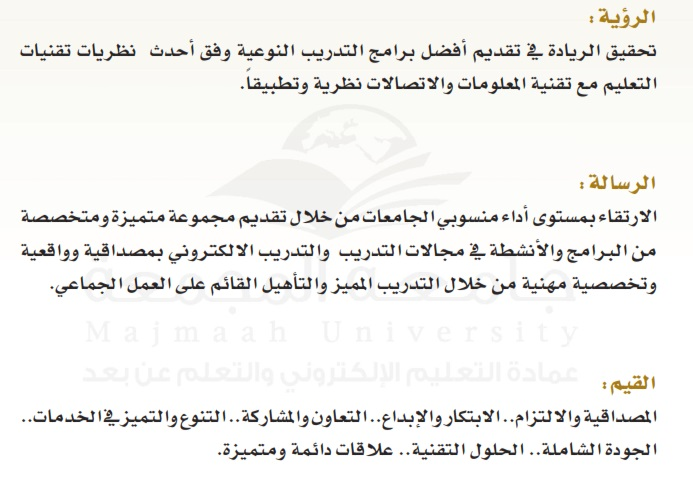 الرؤية :
تحقيق الريادة في تقديم أفضل برامج التدريب النوعية وفق أحدث نظريات تقنيات
التعليم مع تقنية المعلومات والاتصالات نظرية وتطبيقاً.
الرسالة :
الارتقاء بمستوى أداء منسوبي الجامعات من خلال تقديم مجموعة متميزة ومتخصصة
من البرامج والأنشطة في مجالات التدريب والتدريب الالكتروني بمصداقية وواقعية
وتخصصية مهنية من خلال التدريب المميز والتأهيل القائم على العمل الجماعي.
جامعة المجمعة
Majmaah University
عمادة التعليم الإلكتروني والتعلم عن بعد
القيم :
المصداقية والالتزام.. الابتكار والإبداع.. التعاون والمشاركة.. التنوع والتميز في الخدمات..
الجودة الشاملة.. الحلول التقنية.. علاقات دائمة ومتميزة.